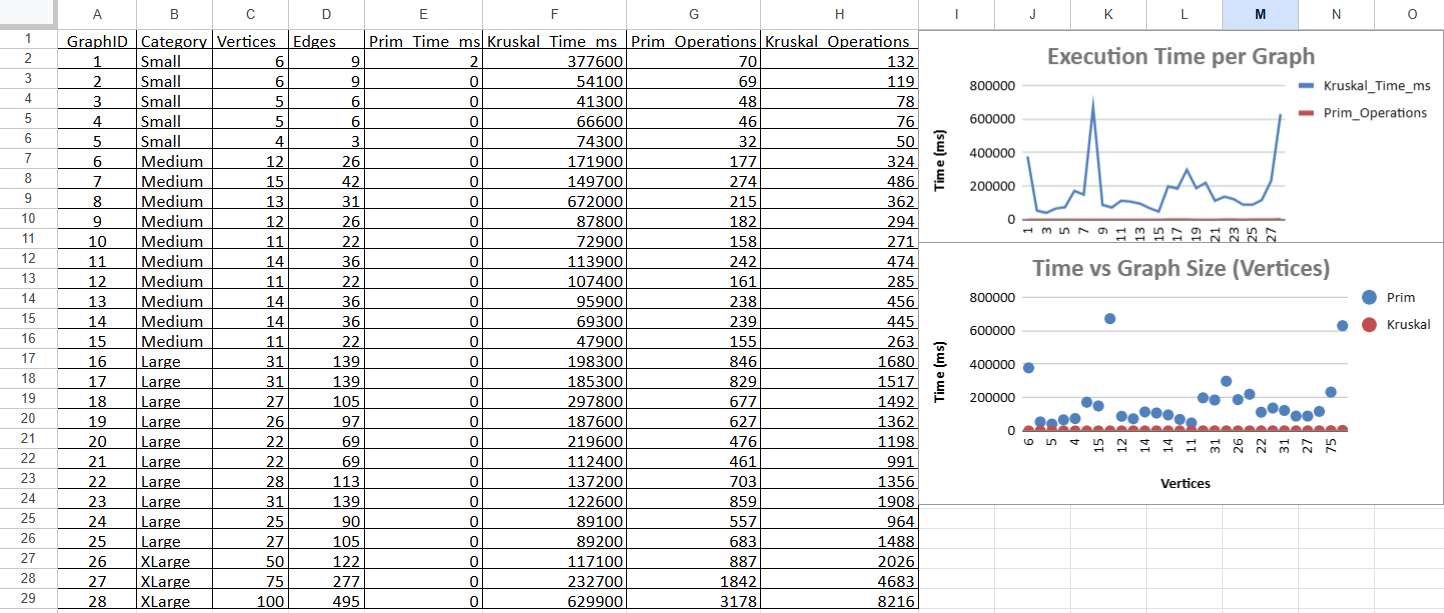 A B C D E F G H I J K L M N O
1 GraphID Category Vertices Edges Prim_Time_ms Kruskal_Time_ms Prim_Operations Kruskal_Operations
2 1 Small 6 9 2 377600 70 132
3 2 Small 6 9 0 54100 69 119
4 3 Small 5 6 0 41300 48 78
5 4 Small 5 6 0 66600 46 76
6 5 Small 4 3 0 74300 32 50
7 6 Medium 12 26 0 171900 177 324
8 7 Medium 15 42 0 149700 274 486
9 8 Medium 13 31 0 672000 215 362
10 9 Medium 12 26 0 87800 182 294
11 10 Medium 11 22 0 72900 158 271
12 11 Medium 14 36 0 113900 242 474
13 12 Medium 11 22 0 107400 161 285
14 13 Medium 14 36 0 95900 238 456
15 14 Medium 14 36 0 69300 239 445
16 15 Medium 11 22 0 47900 155 263
17 16 Large 31 139 0 198300 846 1680
18 17 Large 31 139 0 185300 829 1517
19 18 Large 27 105 0 297800 677 1492
20 19 Large 26 97 0 187600 627 1362
21 20 Large 22 69 0 219600 476 1198
22 21 Large 22 69 0 112400 461 991
23 22 Large 28 113 0 137200 703 1356
24 23 Large 31 139 0 122600 859 1908
25 24 Large 25 90 0 89100 557 964
26 25 Large 27 105 0 89200 683 1488
27 26 XLarge 50 122 0 117100 887 2026
28 27 XLarge 75 277 0 232700 1842 4683
29 28 XLarge 100 495 0 629900 3178 8216
Execution Time per Graph
Time (ms)
800000
600000
400000
200000
0
1 3 5 7 9 11 13 15 17 19 21 23 25 27
Kruskal_Time_ms
Prim_Operations
Time vs Graph Size (Vertices)
Time (ms)
800000
600000
400000
200000
0
6 5 4 15 12 14 14 11 31 26 22 31 27 75
Vertices
Prim
Kruskal